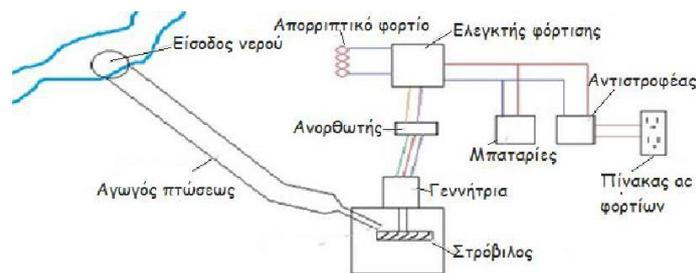 Απορριπτικό φορτίο
Ελεγκτής φόρτισης
Είσοδος νερού
Αντιστροφέας
Ανορθωτής
Μπαταρίες
Αγωγός πτώσεως
Γεννήτρια
Πίνακας ac
φορτίων
Στρόβιλος